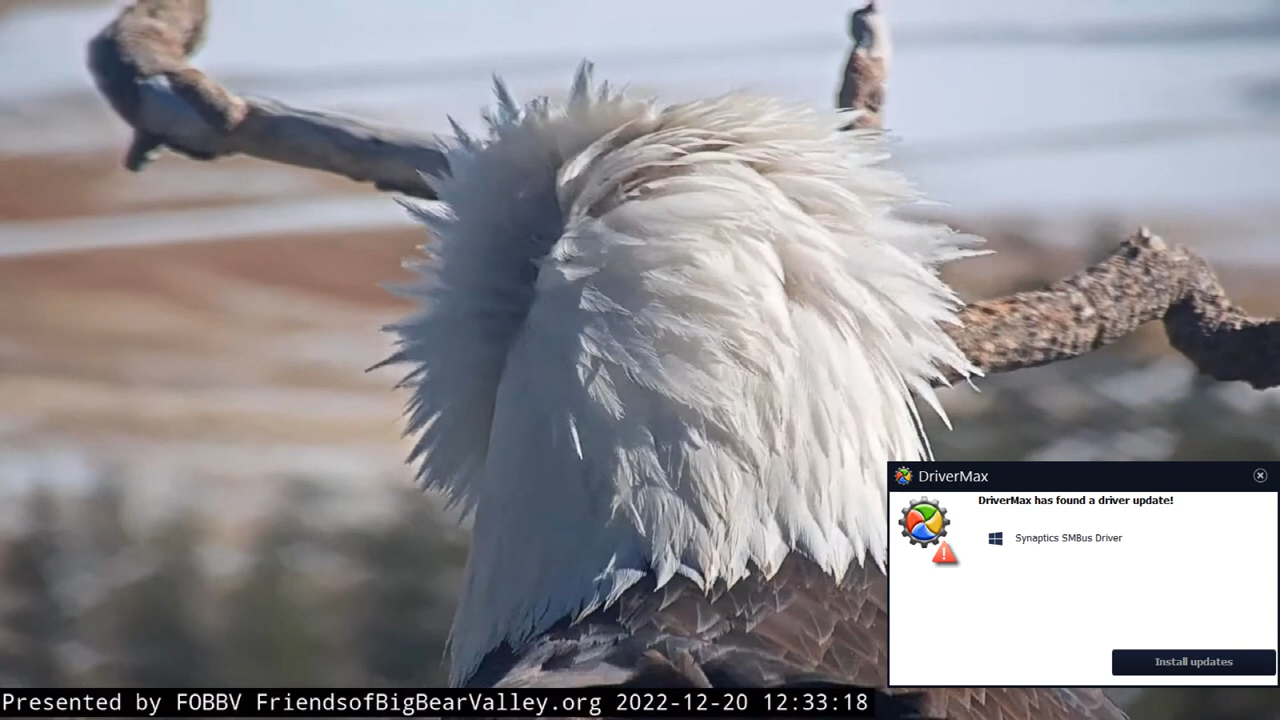 DriverMax
DriverMax has found a driver update!
Synaptics SMBus Driver
Install updates
Presented by FOBBV FriendsofBigBearValley.org 2022-12-20 12:33:18